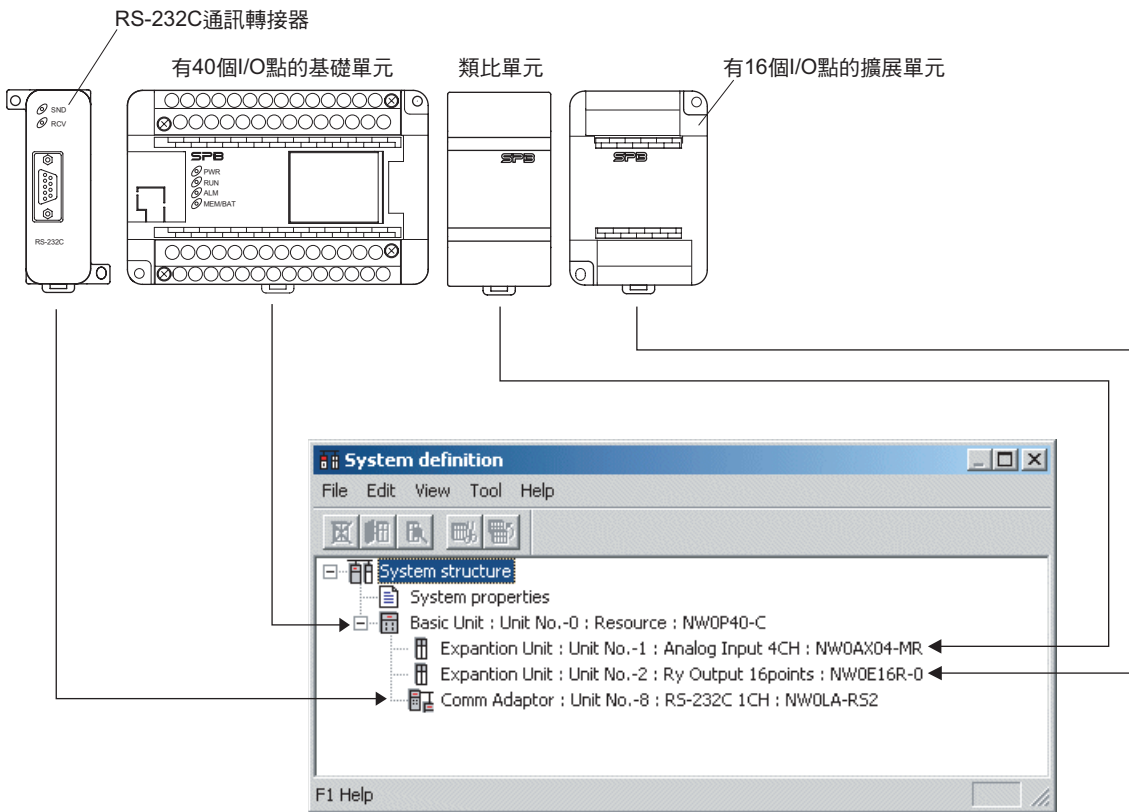 RS-232C通訊轉接器
有40個I/O點的基礎單元
類比單元
有16個I/O點的擴展單元
SND
RCV
RS-232C
SPB
PWR
RUN
ALM
MEM/BAT
SPB
SPB
System definition
File Edit View Tool Help
System structure
System properties
Basic Unit : Unit No.-0 : Resource : NW0P40-C
Expantion Unit : Unit No.-1 : Analog Input 4CH : NW0AX04-MR
Expantion Unit : Unit No.-2 : Ry Output 16points : NW0E16R-0
Comm Adaptor : Unit No.-8 : RS-232C 1CH : NW0LA-RS2
F1 Help